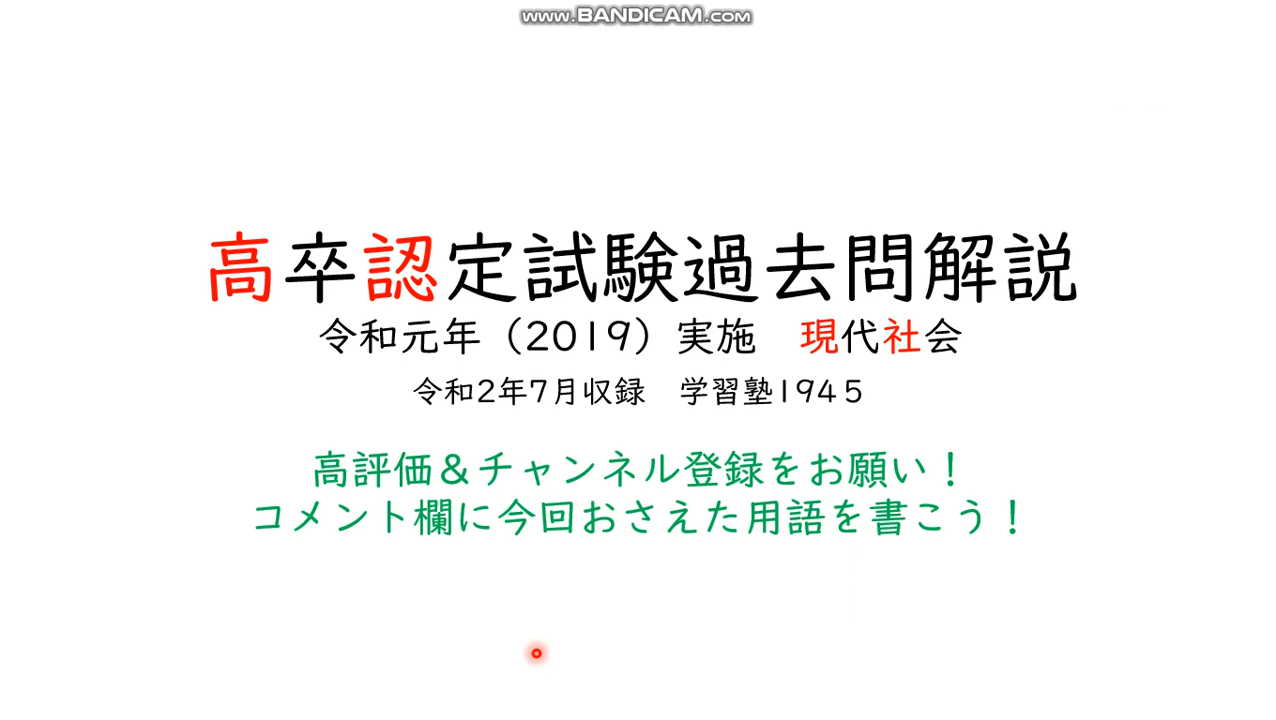 www.BANDICAM.com
高卒認定試験過去問解説
令和元年（2019）実施　現代社会
令和2年7月収録　学習塾1945
高評価＆チャンネル登録をお願い！
コメント欄に今回おさえた用語を書こう！